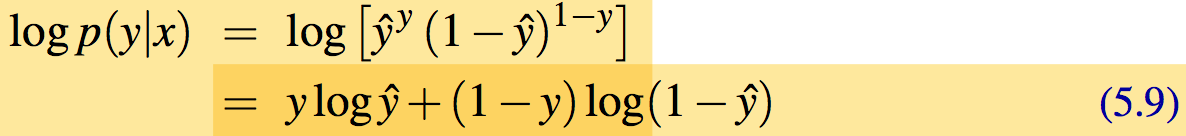 log p(y|x) = log [ŷ^y (1 − ŷ)^{1−y}]
= y log ŷ + (1 − y) log(1 − ŷ) (5.9)